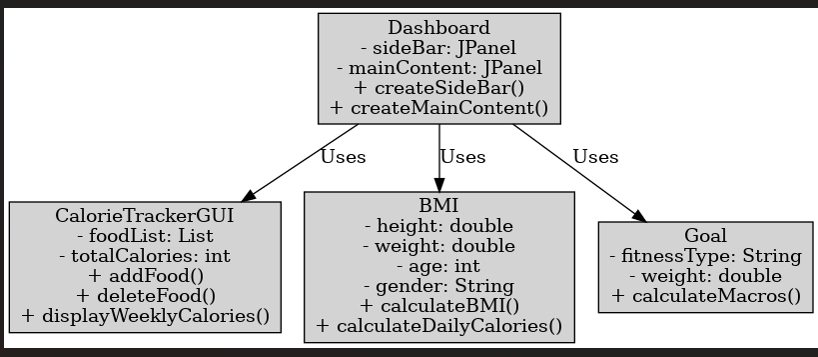 Dashboard
- sideBar: JPanel
- mainContent: JPanel
+ createSideBar()
+ createMainContent()
Uses
Uses
Uses
CalorieTrackerGUI
- foodList: List
- totalCalories: int
+ addFood()
+ deleteFood()
+ displayWeeklyCalories()
BMI
- height: double
- weight: double
- age: int
- gender: String
+ calculateBMI()
+ calculateDailyCalories()
Goal
- fitnessType: String
- weight: double
+ calculateMacros()